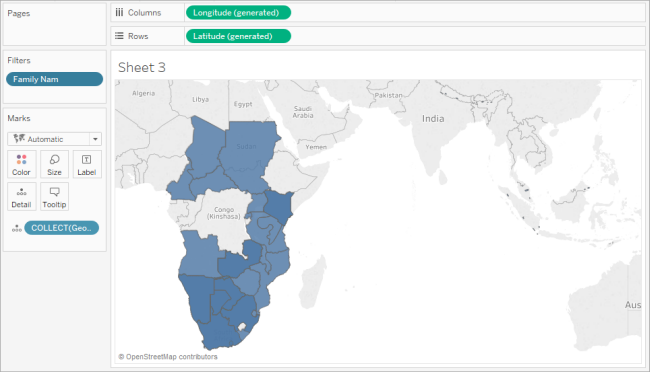 Pages
Columns
Longitude (generated)
Rows
Latitude (generated)
Filters
Family Nam
Marks
Automatic
Color
Size
Label
Detail
Tooltip
COLLECT(Geo..
Sheet 3
Algeria
Libya
Egypt
Saudi
Arabia
Pakistan
India
Sudan
Yemen
Congo
(Kinshasa)
Aus
© OpenStreetMap contributors